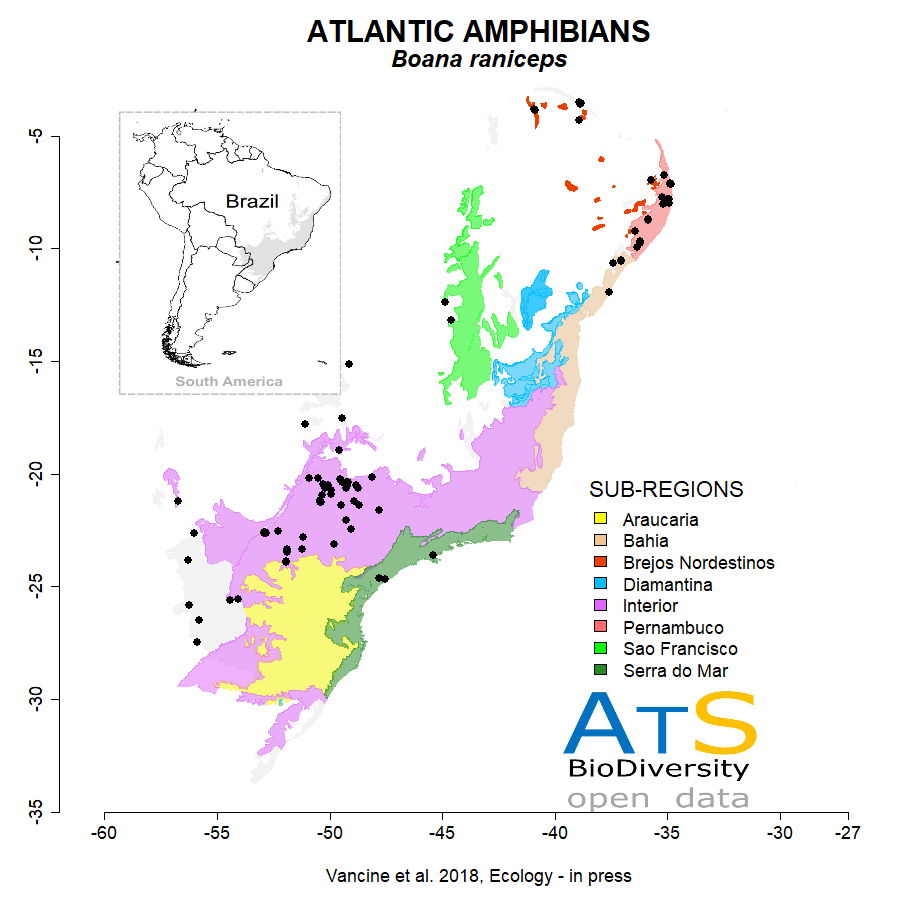 ATLANTIC AMPHIBIANS
Boana raniceps
Brazil
South America
-5
-10
-15
-20
-25
-30
-35
SUB-REGIONS
Araucaria
Bahia
Brejos Nordestinos
Diamantina
Interior
Pernambuco
Sao Francisco
Serra do Mar
ATS
BioDiversity
open data
-60
-55
-50
-45
-40
-35
-30
-27
Vancine et al. 2018, Ecology - in press